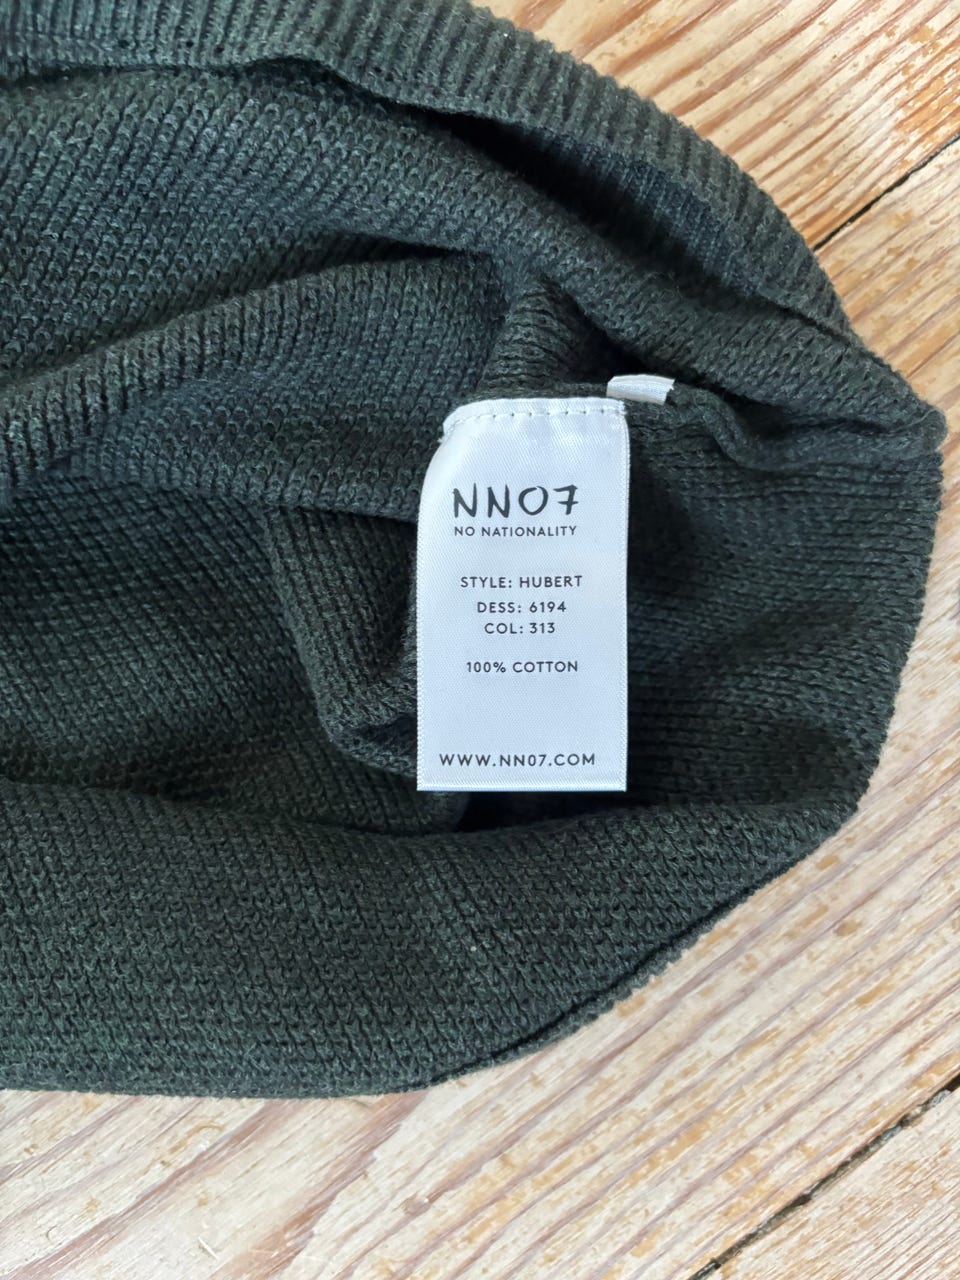 NN07
NO NATIONALITY
STYLE: HUBERT
DESS: 6194
COL: 313
100% COTTON
WWW.NN07.COM